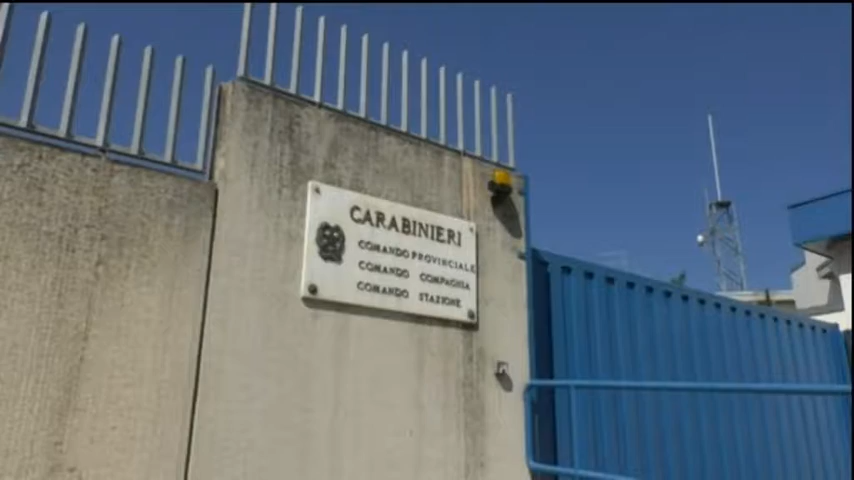 CARABINIERI
COMANDO PROVINCIALE
COMANDO COMPAGNIA
COMANDO STAZIONE